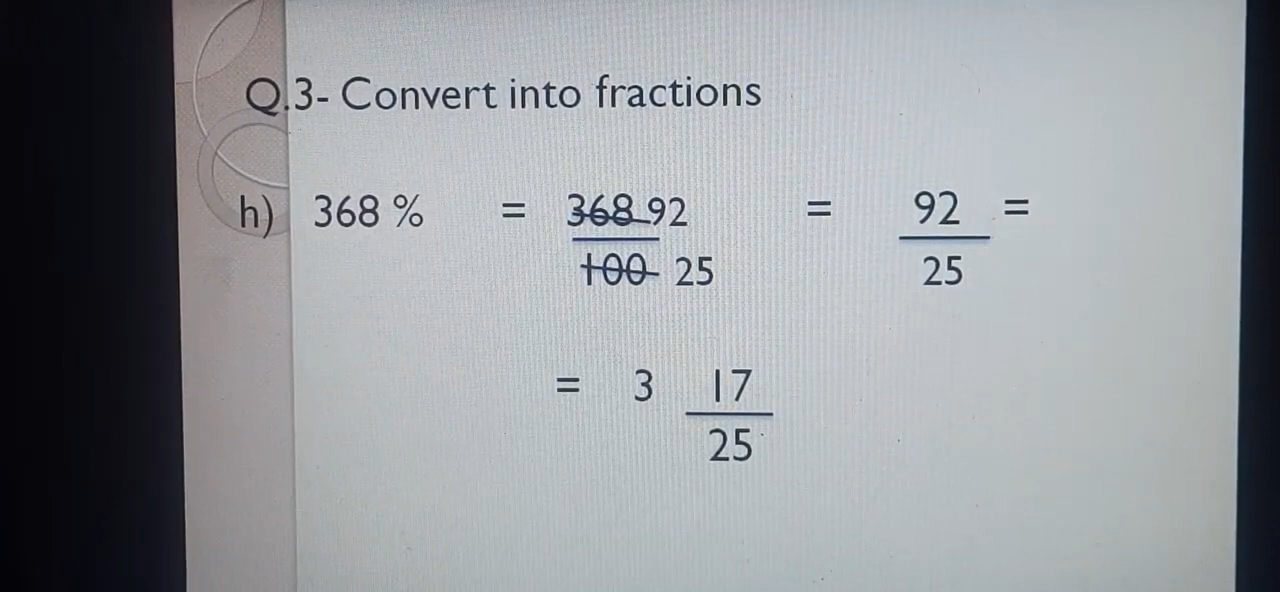 Q.3- Convert into fractions
h) 368 % = 368 92 = 92 =
100 25 25
= 3 17
25